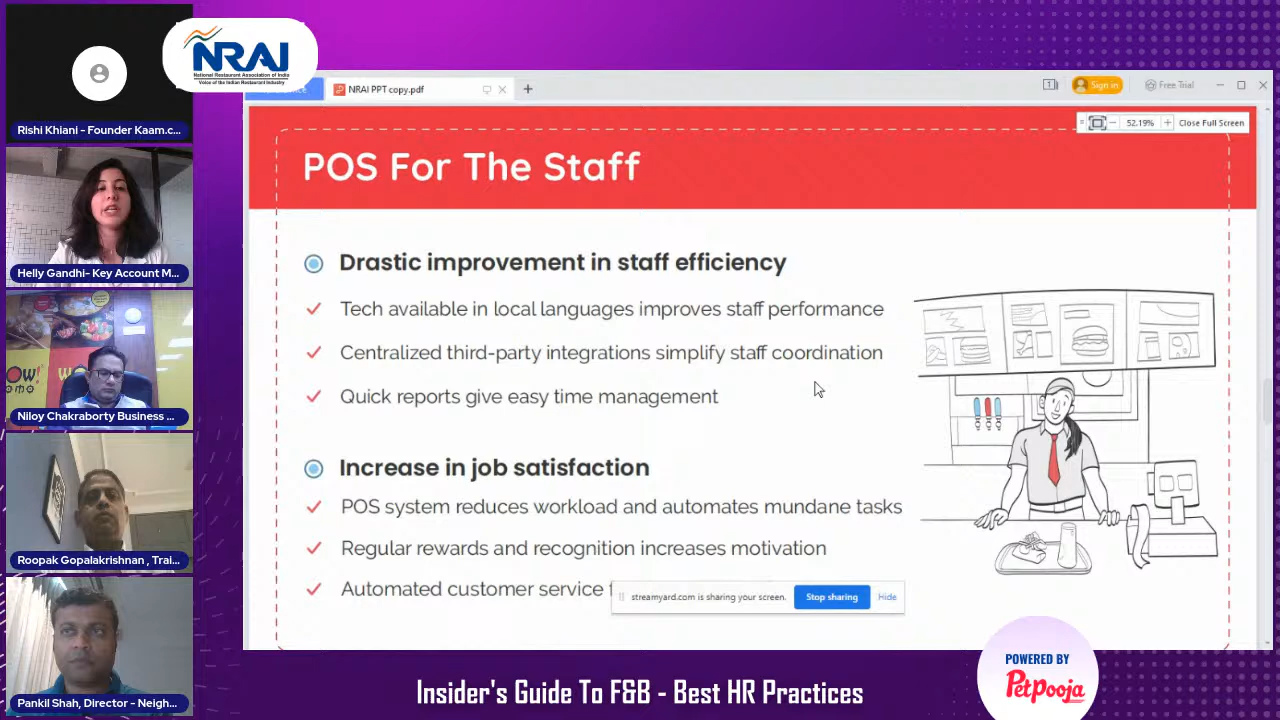 Rishi Khiani - Founder Kaam.c...
NRAI
National Restaurant Association of India
Voice of the Indian Restaurant Industry
NRAI PPT copy.pdf
Sign in
Free Trial
52.19%
Close Full Screen
POS For The Staff
Helly Gandhi- Key Account M...
Drastic improvement in staff efficiency
Tech available in local languages improves staff performance
Centralized third-party integrations simplify staff coordination
Quick reports give easy time management
Niloy Chakraborty Business ...
Increase in job satisfaction
POS system reduces workload and automates mundane tasks
Regular rewards and recognition increases motivation
Automated customer service
streamyard.com is sharing your screen.
Stop sharing
Hide
Roopak Gopalakrishnan , Trai...
Pankil Shah, Director - Neigh...
Insider's Guide To F&B - Best HR Practices
POWERED BY
Petpooja